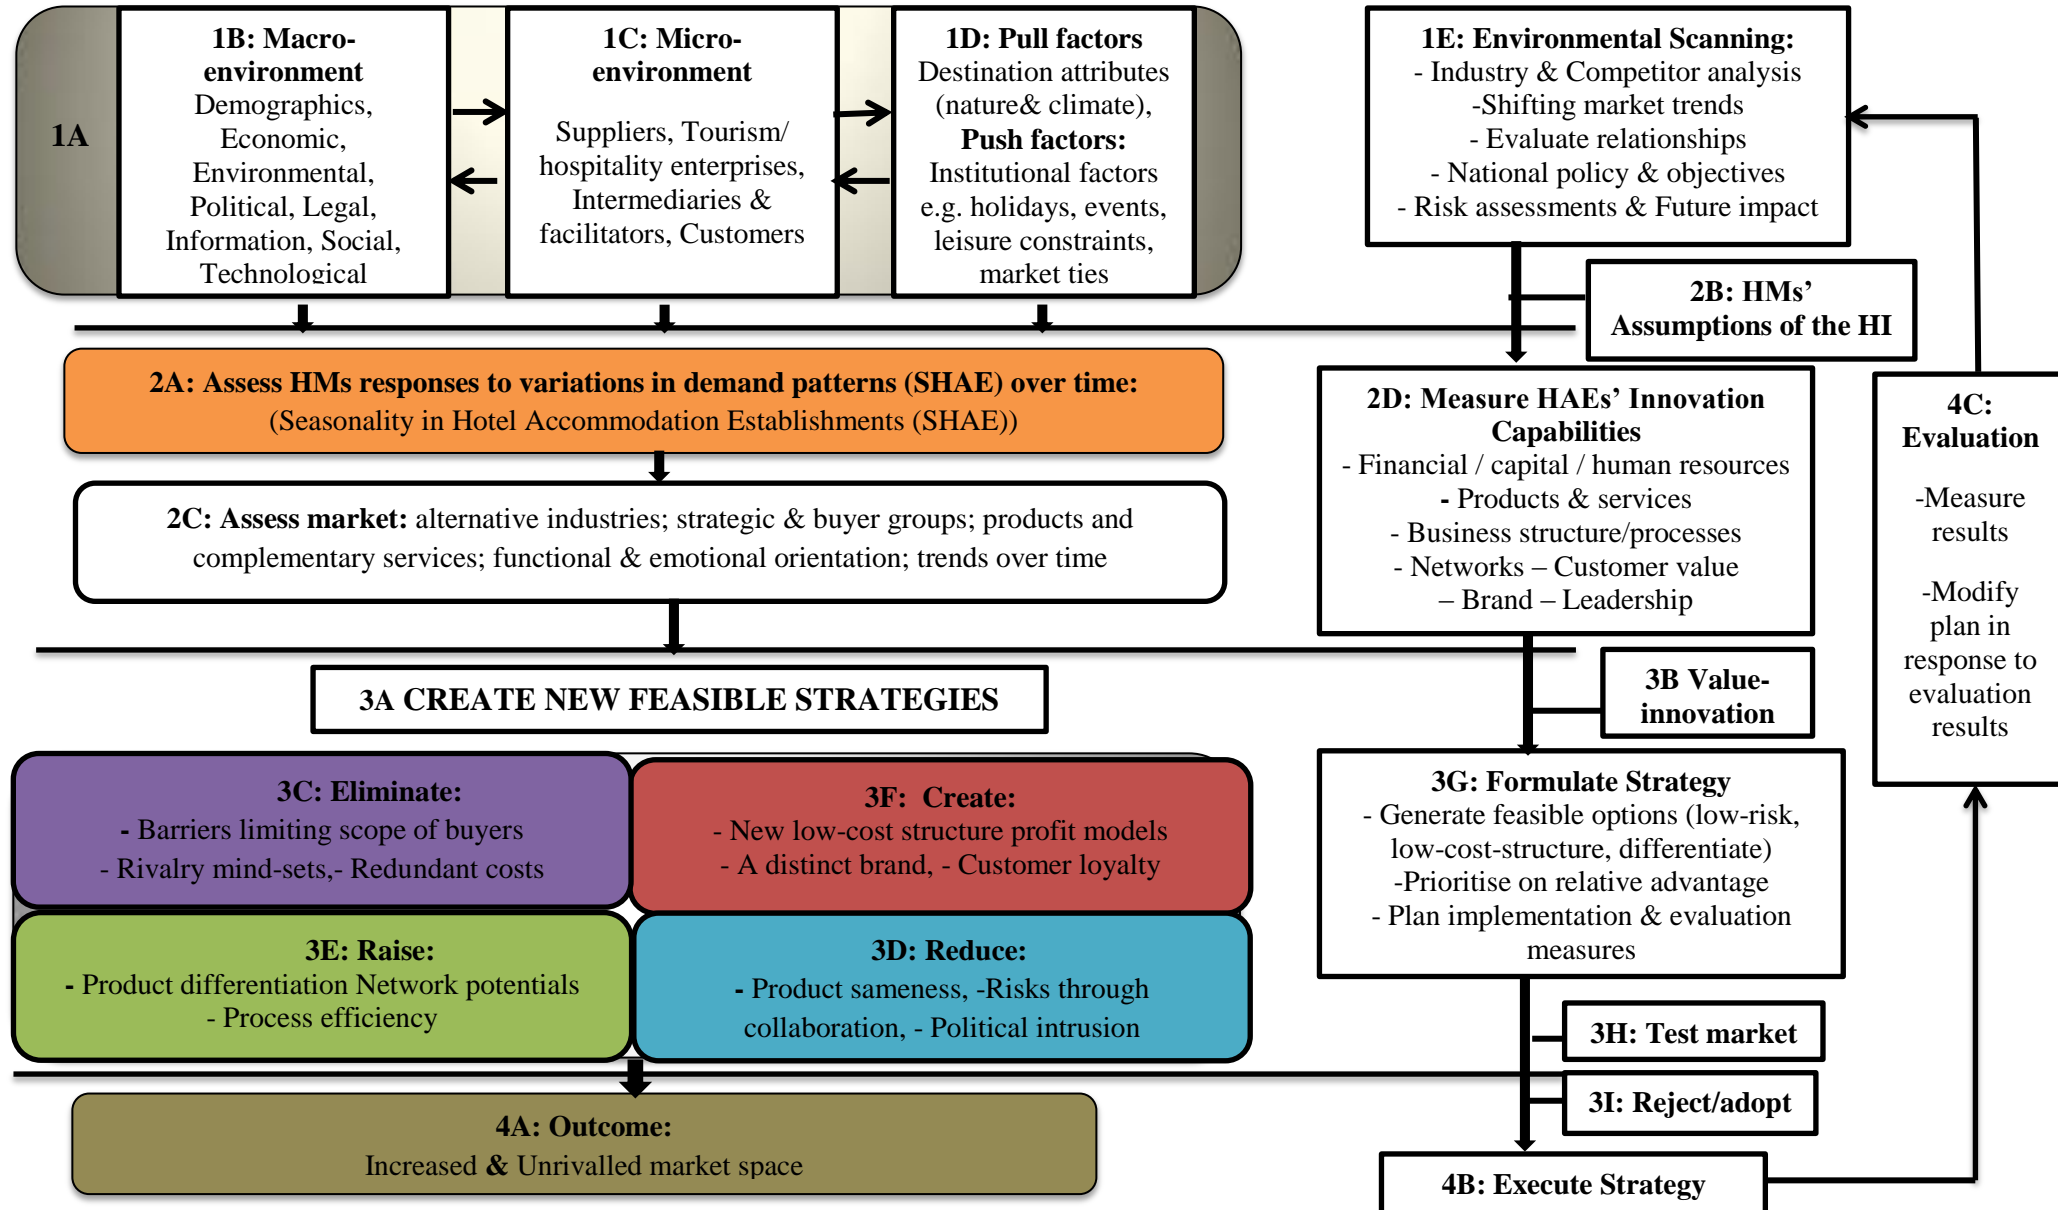 1A
1B: Macro-
environment
Demographics,
Economic,
Environmental,
Political, Legal,
Information, Social,
Technological
1C: Micro-
environment
Suppliers, Tourism/
hospitality enterprises,
Intermediaries &
facilitators, Customers
1D: Pull factors
Destination attributes
(nature& climate),
Push factors:
Institutional factors
e.g. holidays, events,
leisure constraints,
market ties
1E: Environmental Scanning:
- Industry & Competitor analysis
-Shifting market trends
- Evaluate relationships
- National policy & objectives
- Risk assessments & Future impact
2B: HMs’
Assumptions of the HI
2A: Assess HMs responses to variations in demand patterns (SHAE) over time:
(Seasonality in Hotel Accommodation Establishments (SHAE))
2C: Assess market: alternative industries; strategic & buyer groups; products and
complementary services; functional & emotional orientation; trends over time
2D: Measure HAEs’ Innovation
Capabilities
- Financial / capital / human resources
- Products & services
- Business structure/processes
- Networks – Customer value
– Brand – Leadership
4C:
Evaluation
-Measure
results
-Modify
plan in
response to
evaluation
results
3A CREATE NEW FEASIBLE STRATEGIES
3B Value-
innovation
3C: Eliminate:
- Barriers limiting scope of buyers
- Rivalry mind-sets,- Redundant costs
3F:  Create:
- New low-cost structure profit models
- A distinct brand, - Customer loyalty
3E: Raise:
- Product differentiation Network potentials
- Process efficiency
3D: Reduce:
- Product sameness, -Risks through
collaboration, - Political intrusion
3G: Formulate Strategy
- Generate feasible options (low-risk,
low-cost-structure, differentiate)
-Prioritise on relative advantage
- Plan implementation & evaluation
measures
3H: Test market
3I: Reject/adopt
4A: Outcome:
Increased & Unrivalled market space
4B: Execute Strategy